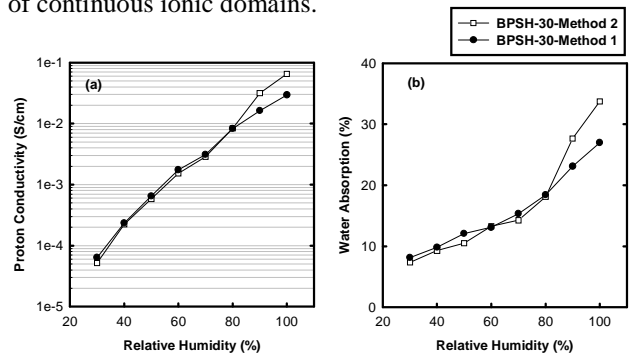 of continuous ionic domains.
BPSH-30-Method 2
BPSH-30-Method 1
(a)
1e-1
1e-2
1e-3
1e-4
1e-5
Proton Conductivity (S/cm)
20 40 60 80 100
Relative Humidity (%)
(b)
40
30
20
10
0
Water Absorption (%)
20 40 60 80 100
Relative Humidity (%)